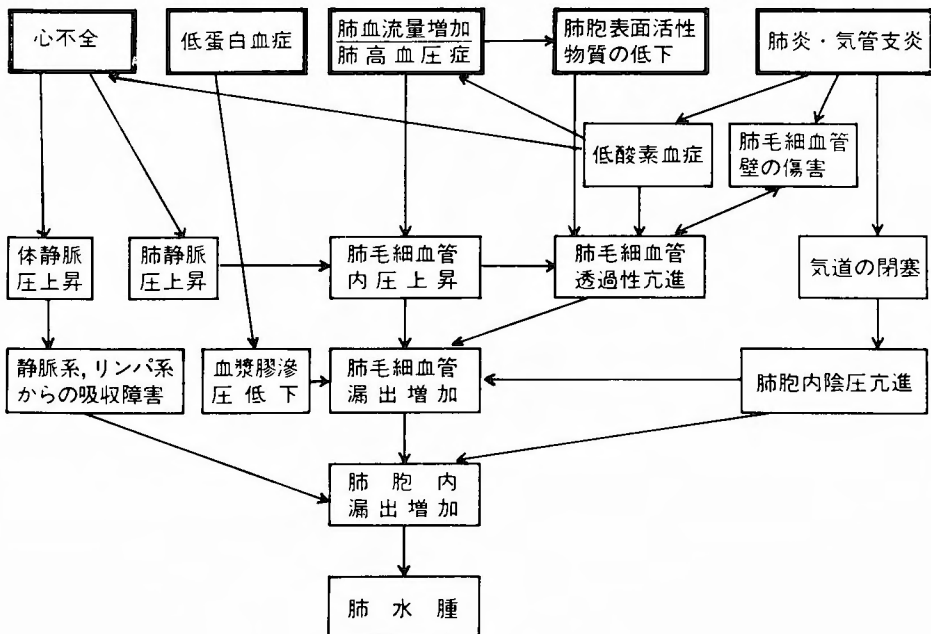 心不全
低蛋白血症
肺血流量増加
肺高血圧症
肺胞表面活性
物質の低下
肺炎・気管支炎
低酸素血症
肺毛細血管
壁の傷害
体静脈
圧上昇
肺静脈
圧上昇
肺毛細血管
内圧上昇
肺毛細血管
透過性亢進
気道の閉塞
静脈系,リンパ系
からの吸収障害
血漿膠滲
圧低下
肺毛細血管
漏出増加
肺胞内陰圧亢進
肺胞内
漏出増加
肺水腫